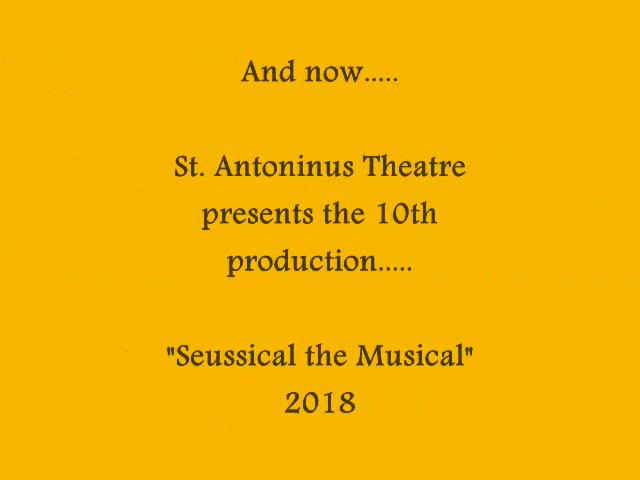 And now.....
St. Antoninus Theatre
presents the 10th
production.....
"Seussical the Musical"
2018